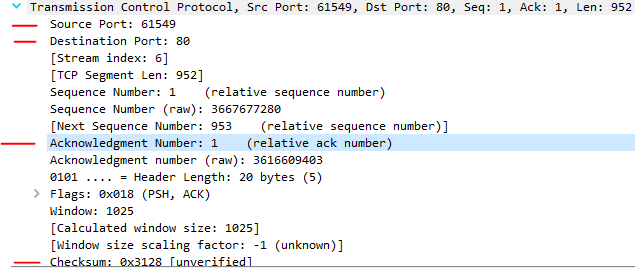 Transmission Control Protocol, Src Port: 61549, Dst Port: 80, Seq: 1, Ack: 1, Len: 952
Source Port: 61549
Destination Port: 80
[Stream index: 6]
[TCP Segment Len: 952]
Sequence Number: 1    (relative sequence number)
Sequence Number (raw): 3667677280
[Next Sequence Number: 953    (relative sequence number)]
Acknowledgment Number: 1    (relative ack number)
Acknowledgment number (raw): 3616609403
0101 .... = Header Length: 20 bytes (5)
Flags: 0x018 (PSH, ACK)
Window: 1025
[Calculated window size: 1025]
[Window size scaling factor: -1 (unknown)]
Checksum: 0x3128 [unverified]